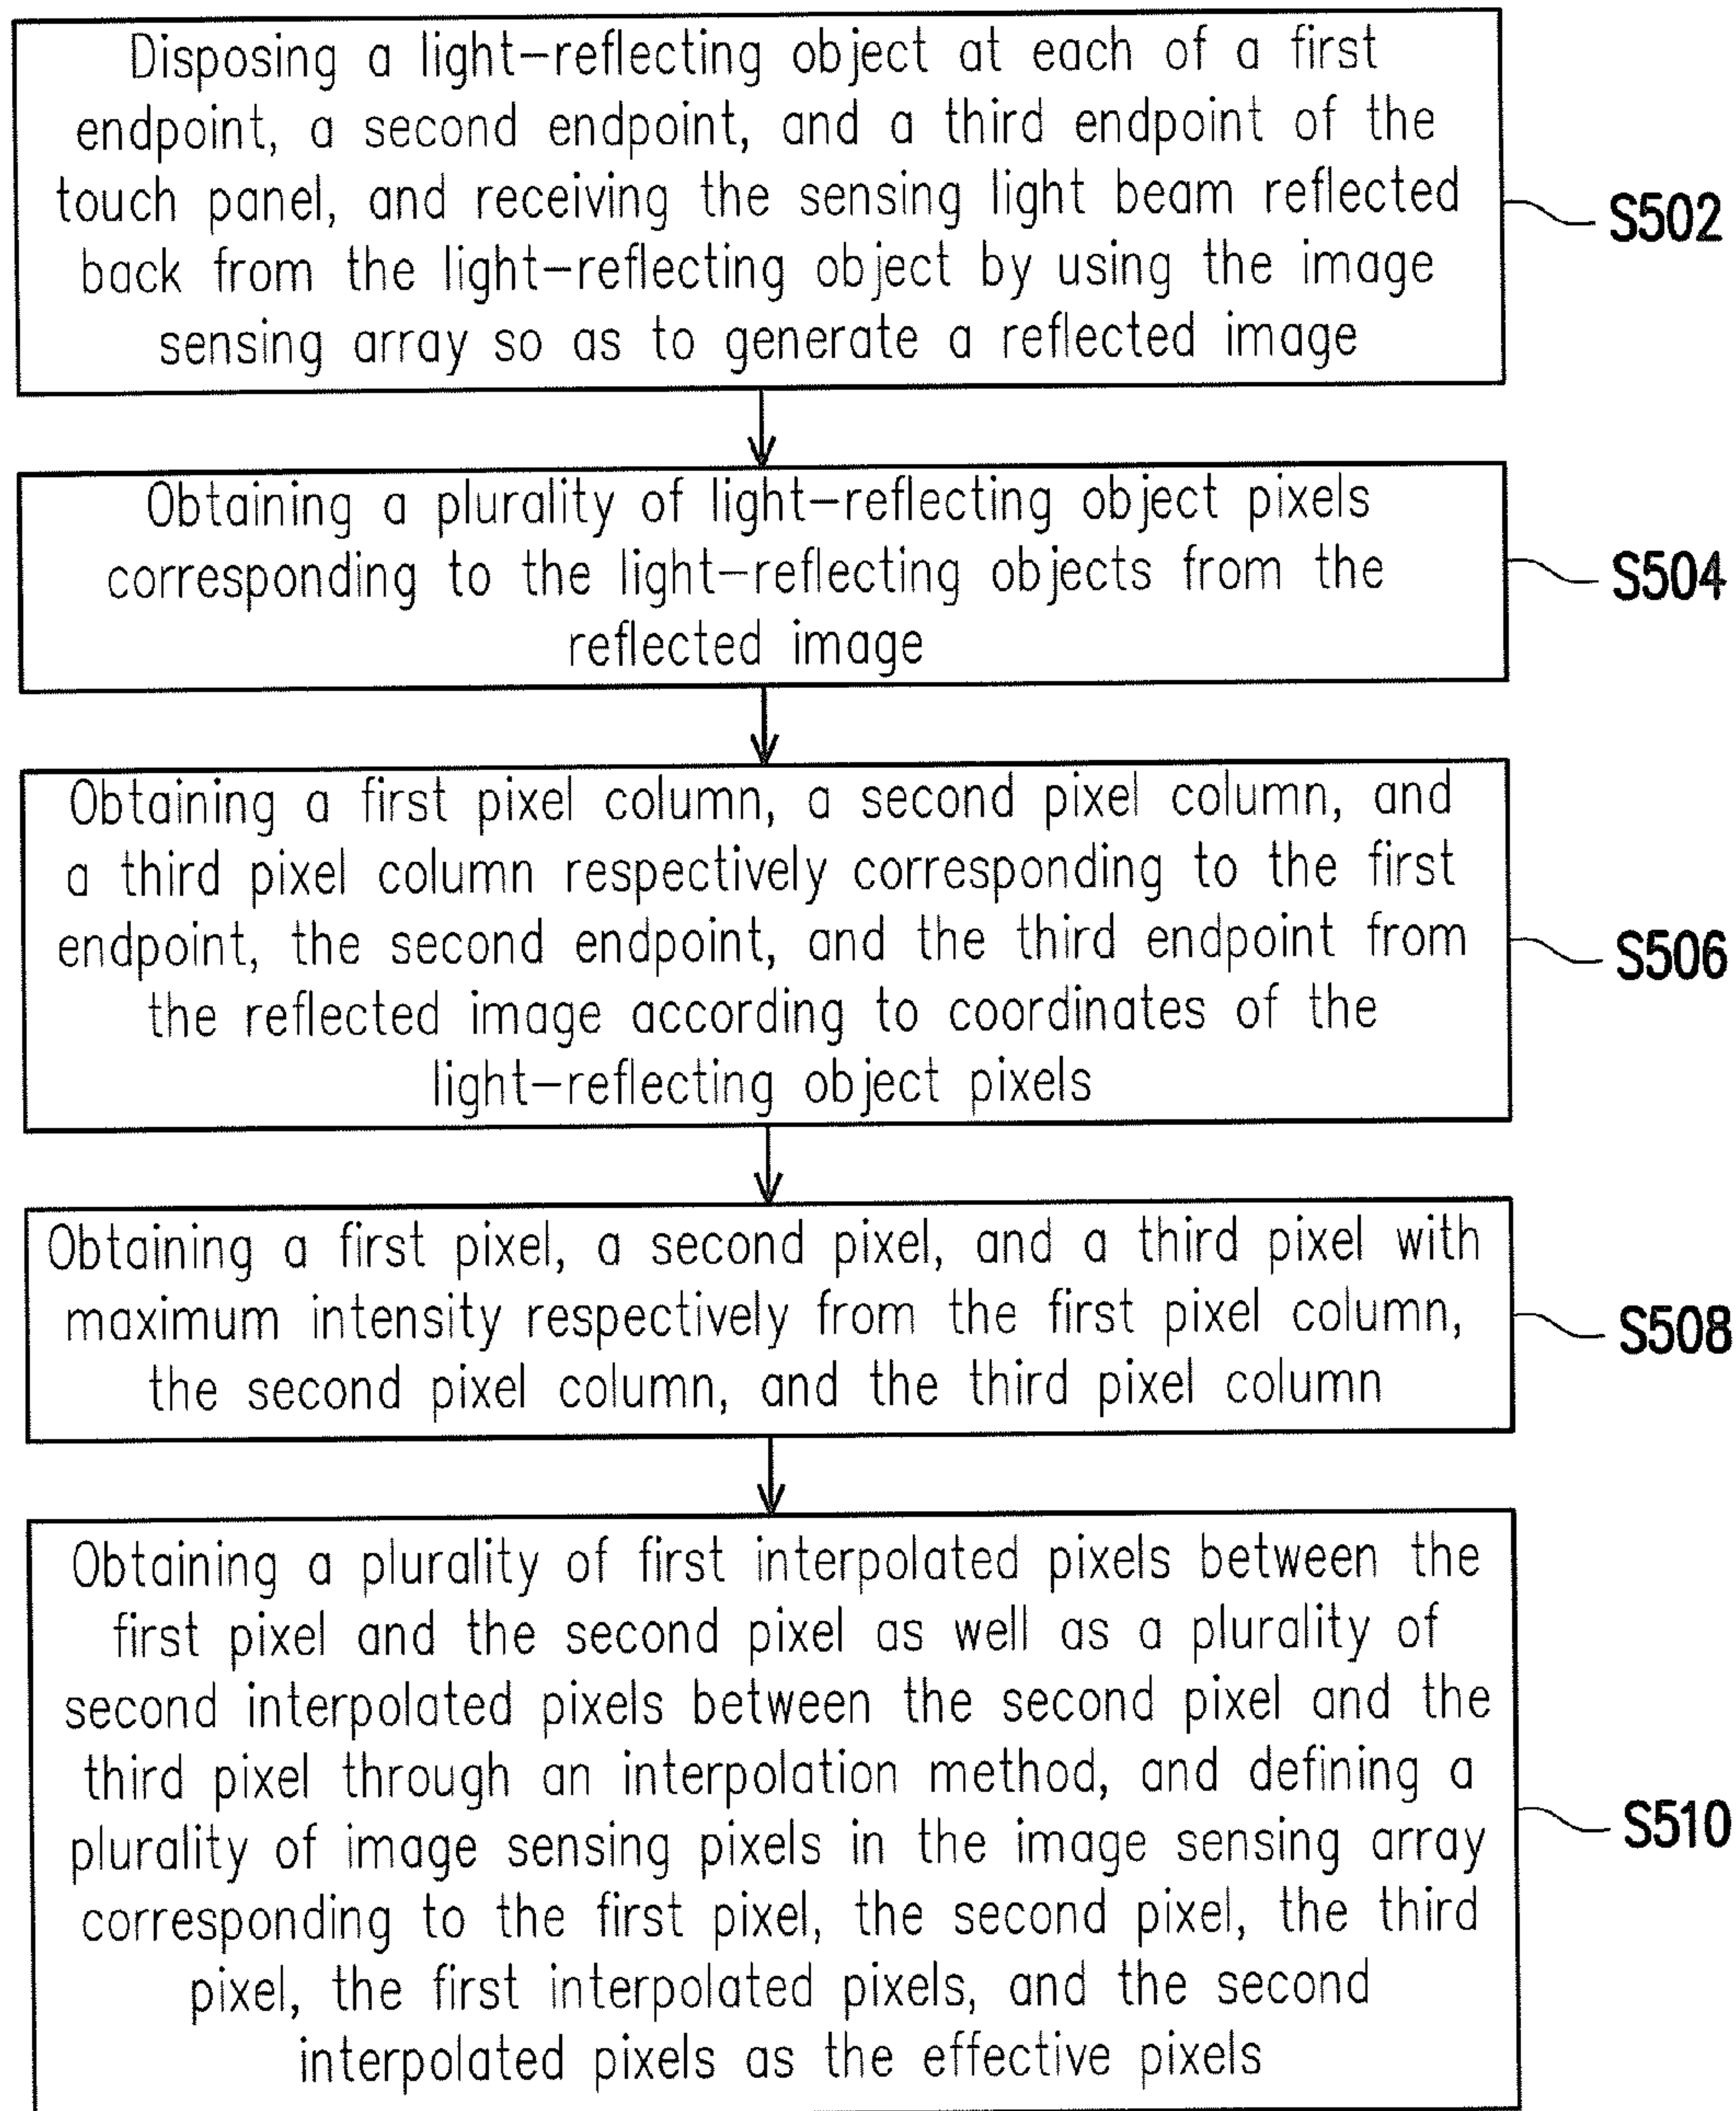 Disposing a light-reflecting object at each of a first
endpoint, a second endpoint, and a third endpoint of the
touch panel, and receiving the sensing light beam reflected
back from the light-reflecting object by using the image
sensing array so as to generate a reflected image
S502
Obtaining a plurality of light-reflecting object pixels
corresponding to the light-reflecting objects from the
reflected image
S504
Obtaining a first pixel column, a second pixel column, and
a third pixel column respectively corresponding to the first
endpoint, the second endpoint, and the third endpoint from
the reflected image according to coordinates of the
light-reflecting object pixels
S506
Obtaining a first pixel, a second pixel, and a third pixel with
maximum intensity respectively from the first pixel column,
the second pixel column, and the third pixel column
S508
Obtaining a plurality of first interpolated pixels between the
first pixel and the second pixel as well as a plurality of
second interpolated pixels between the second pixel and the
third pixel through an interpolation method, and defining a
plurality of image sensing pixels in the image sensing array
corresponding to the first pixel, the second pixel, the third
pixel, the first interpolated pixels, and the second
interpolated pixels as the effective pixels
S510